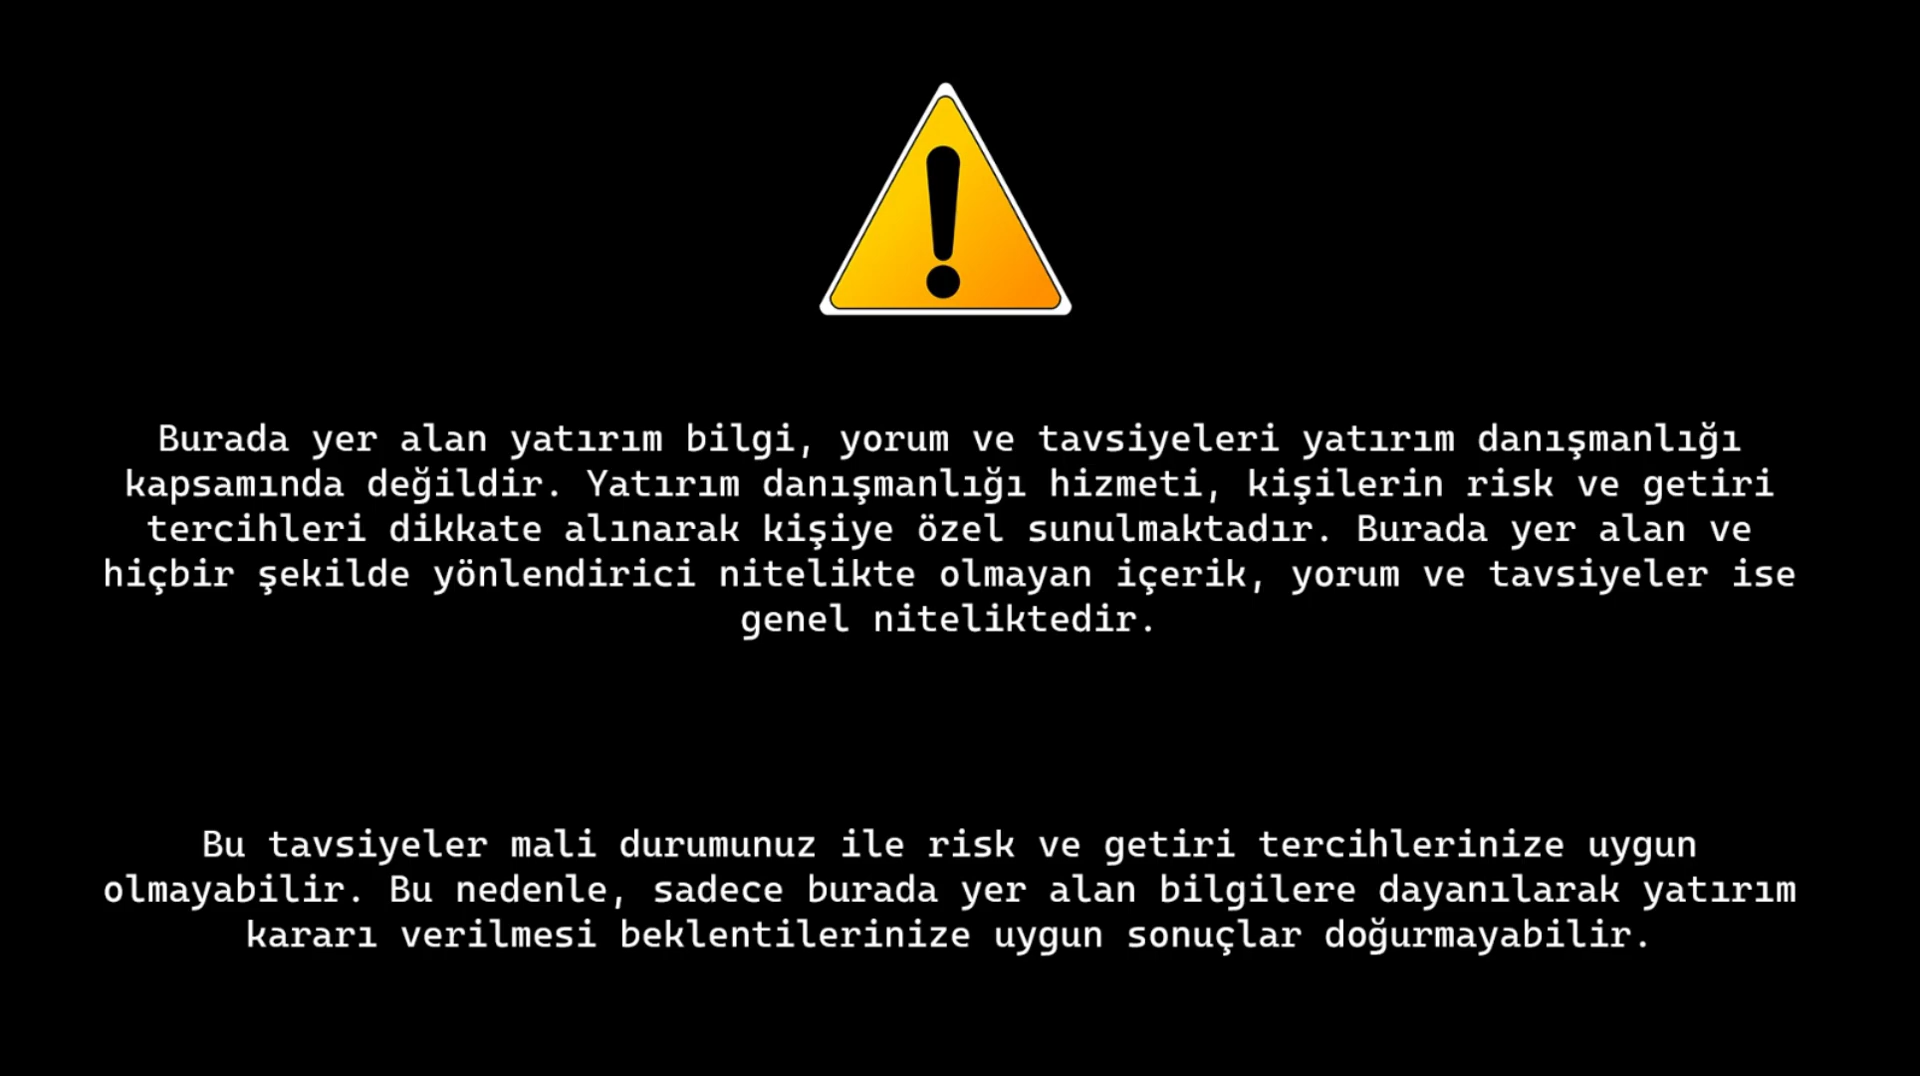 Burada yer alan yatırım bilgi, yorum ve tavsiyeleri yatırım danışmanlığı
kapsamında değildir. Yatırım danışmanlığı hizmeti, kişilerin risk ve getiri
tercihleri dikkate alınarak kişiye özel sunulmaktadır. Burada yer alan ve
hiçbir şekilde yönlendirici nitelikte olmayan içerik, yorum ve tavsiyeler ise
genel niteliktedir.
Bu tavsiyeler mali durumunuz ile risk ve getiri tercihlerinize uygun
olmayabilir. Bu nedenle, sadece burada yer alan bilgilere dayanılarak yatırım
kararı verilmesi beklentilerinize uygun sonuçlar doğurmayabilir.